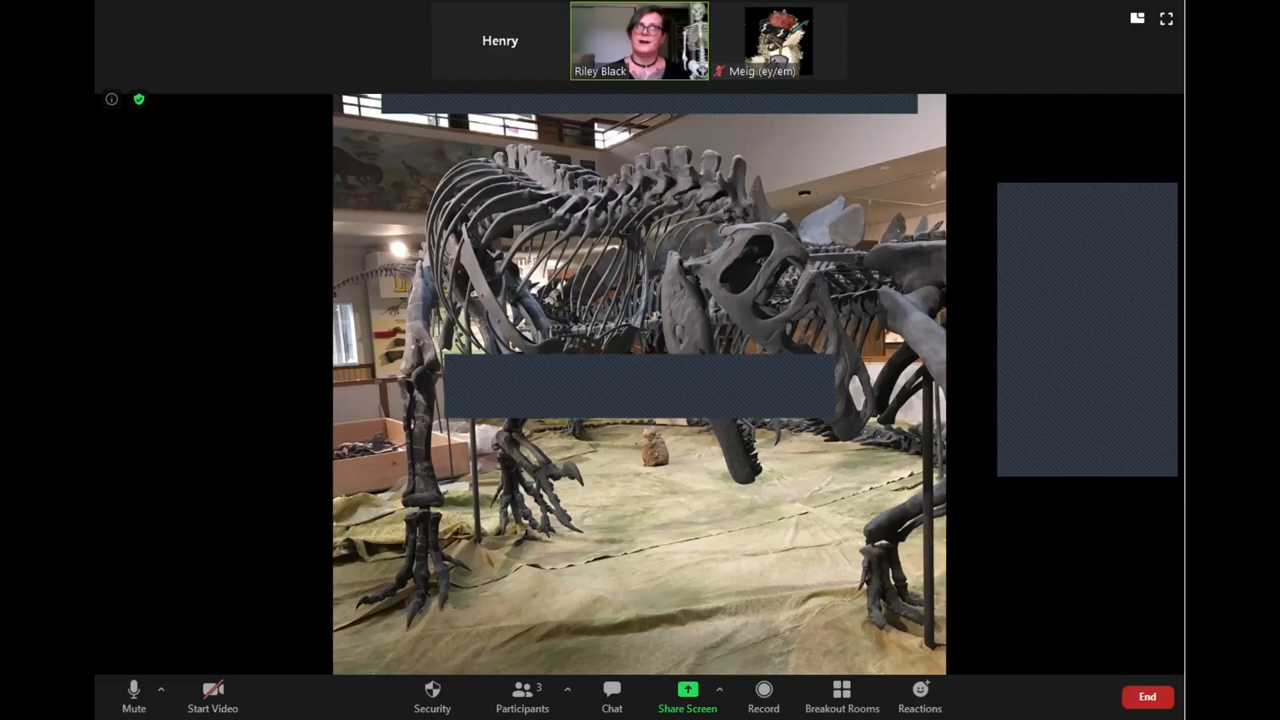 Henry
Riley Black
Meig (ey/em)
Mute
Start Video
Security
Participants
3
Chat
Share Screen
Record
Breakout Rooms
Reactions
End